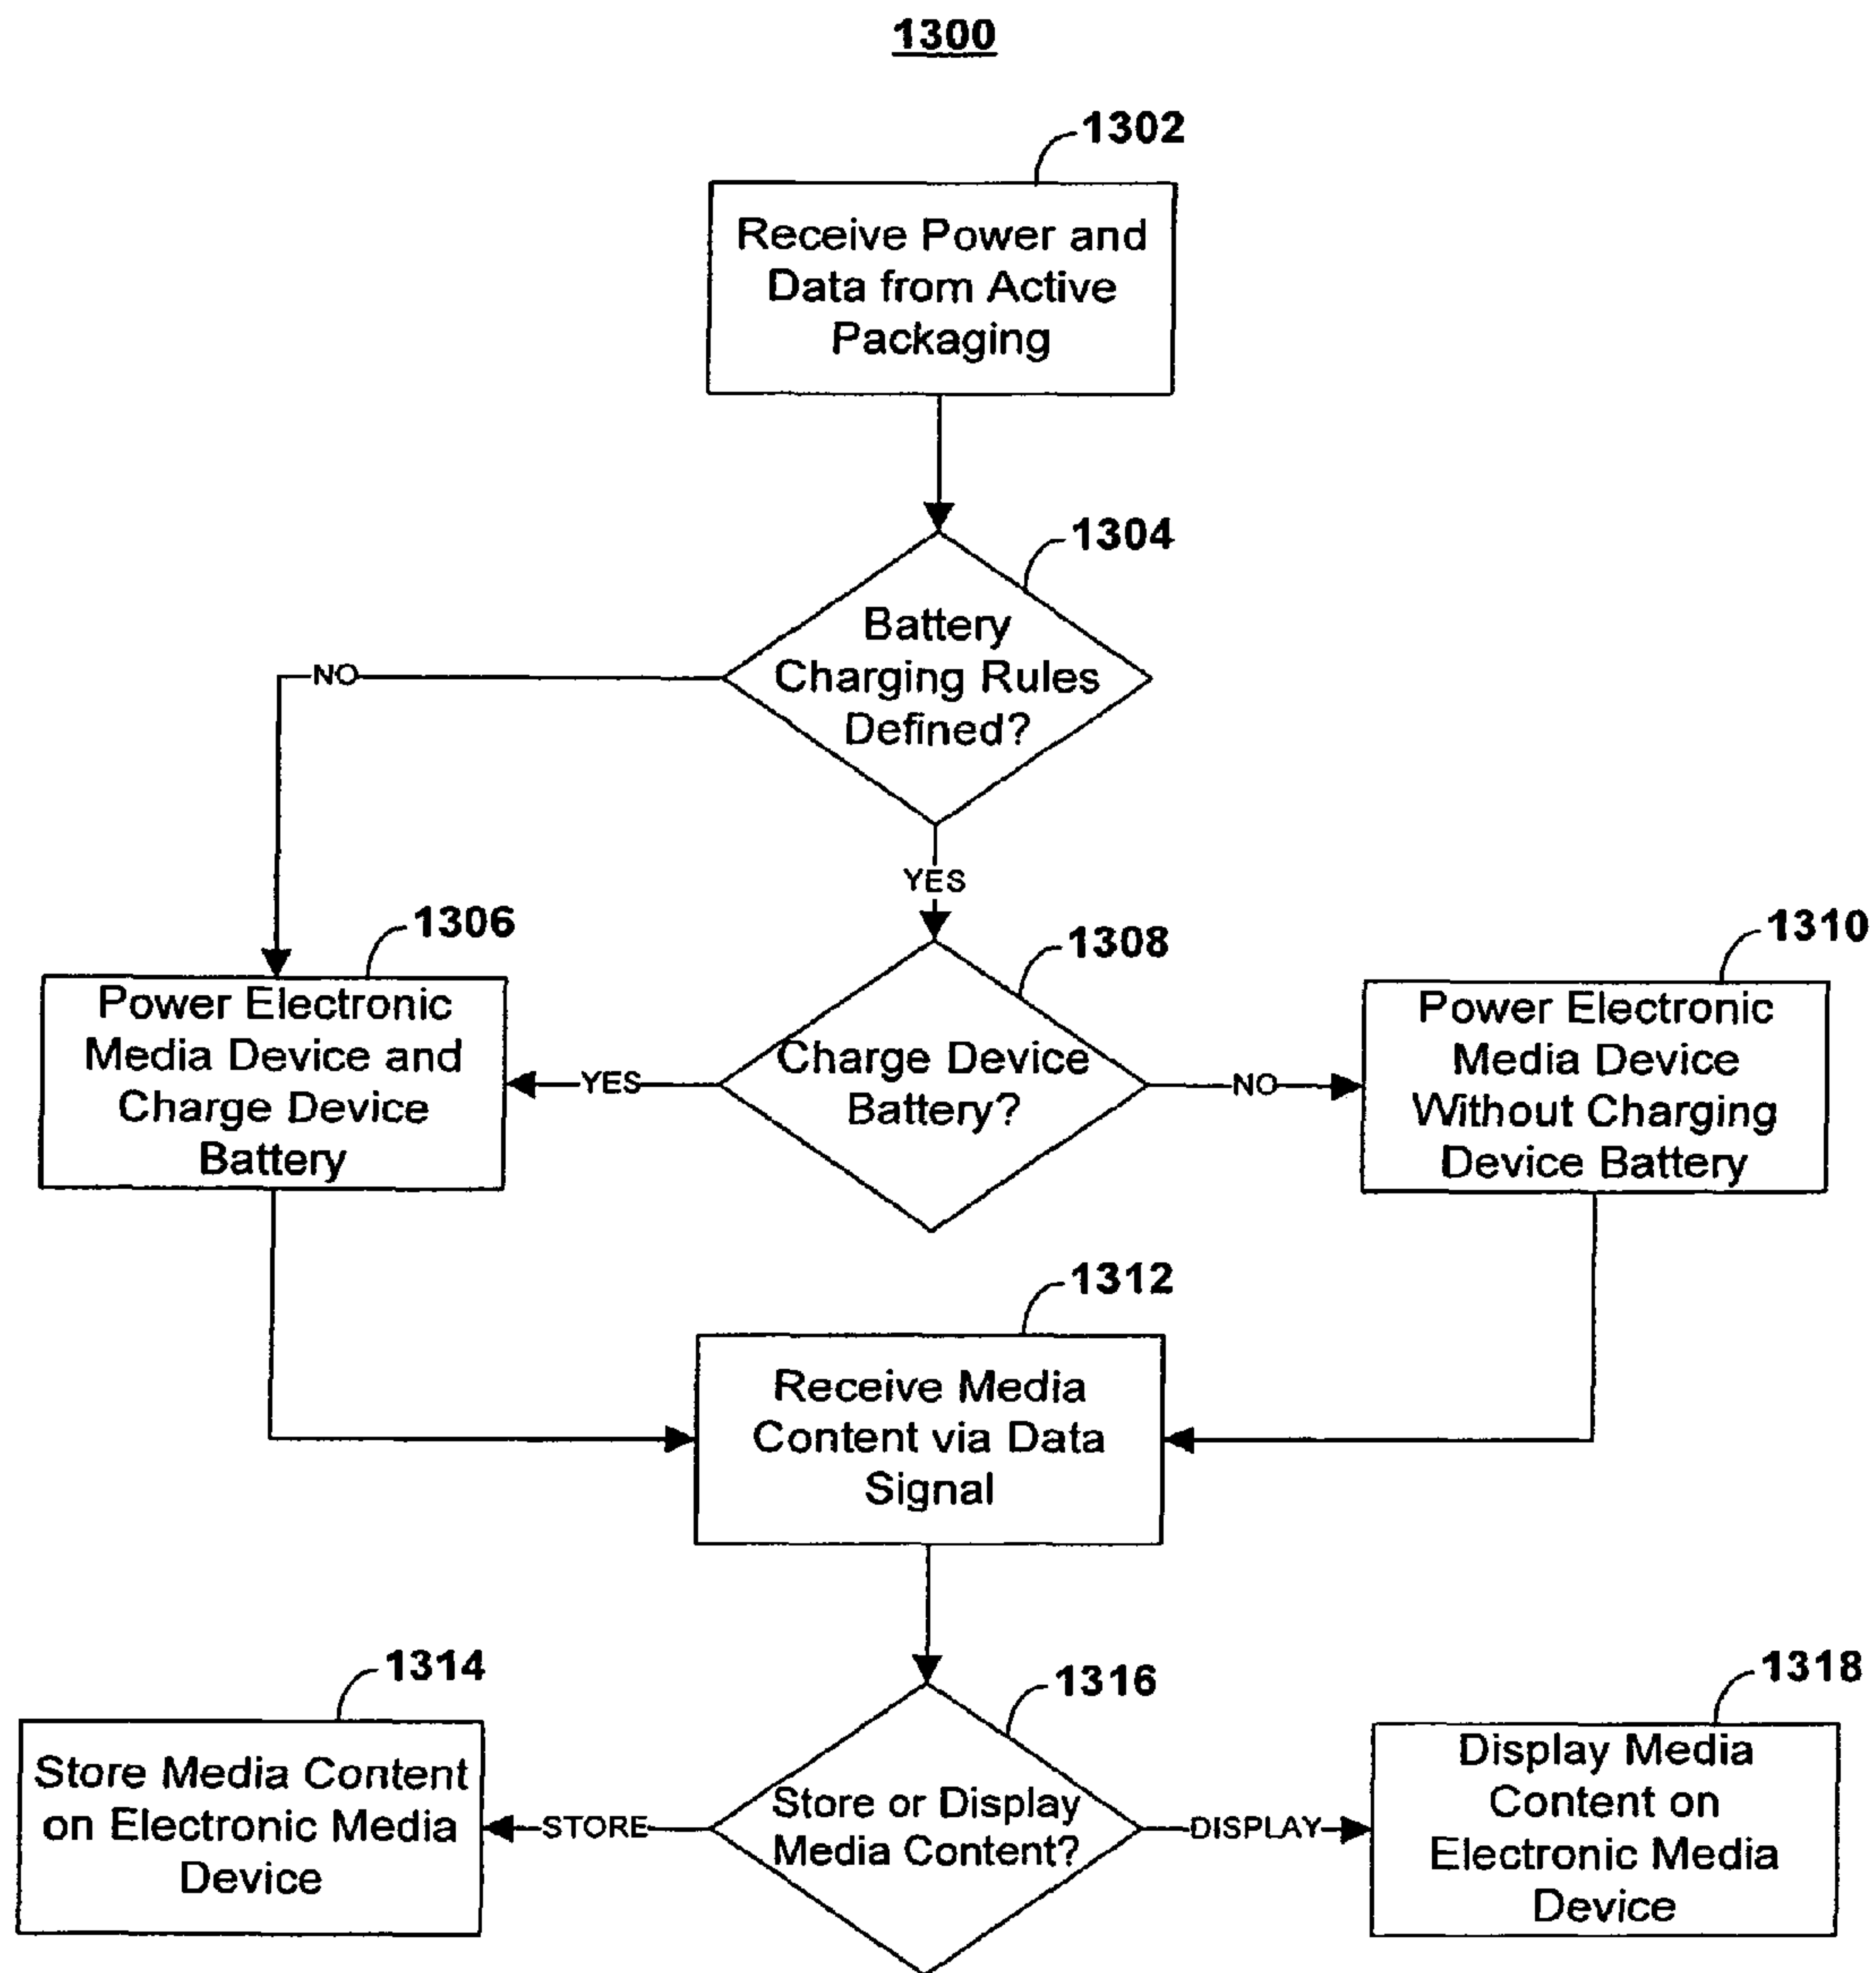 1300
1302
Receive Power and
Data from Active
Packaging
1304
Battery
Charging Rules
Defined?
NO
YES
1306
Power Electronic
Media Device and
Charge Device
Battery
1308
Charge Device
Battery?
YES
NO
1310
Power Electronic
Media Device
Without Charging
Device Battery
1312
Receive Media
Content via Data
Signal
1314
Store Media Content
on Electronic Media
Device
1316
Store or Display
Media Content?
STORE
DISPLAY
1318
Display Media
Content on
Electronic Media
Device